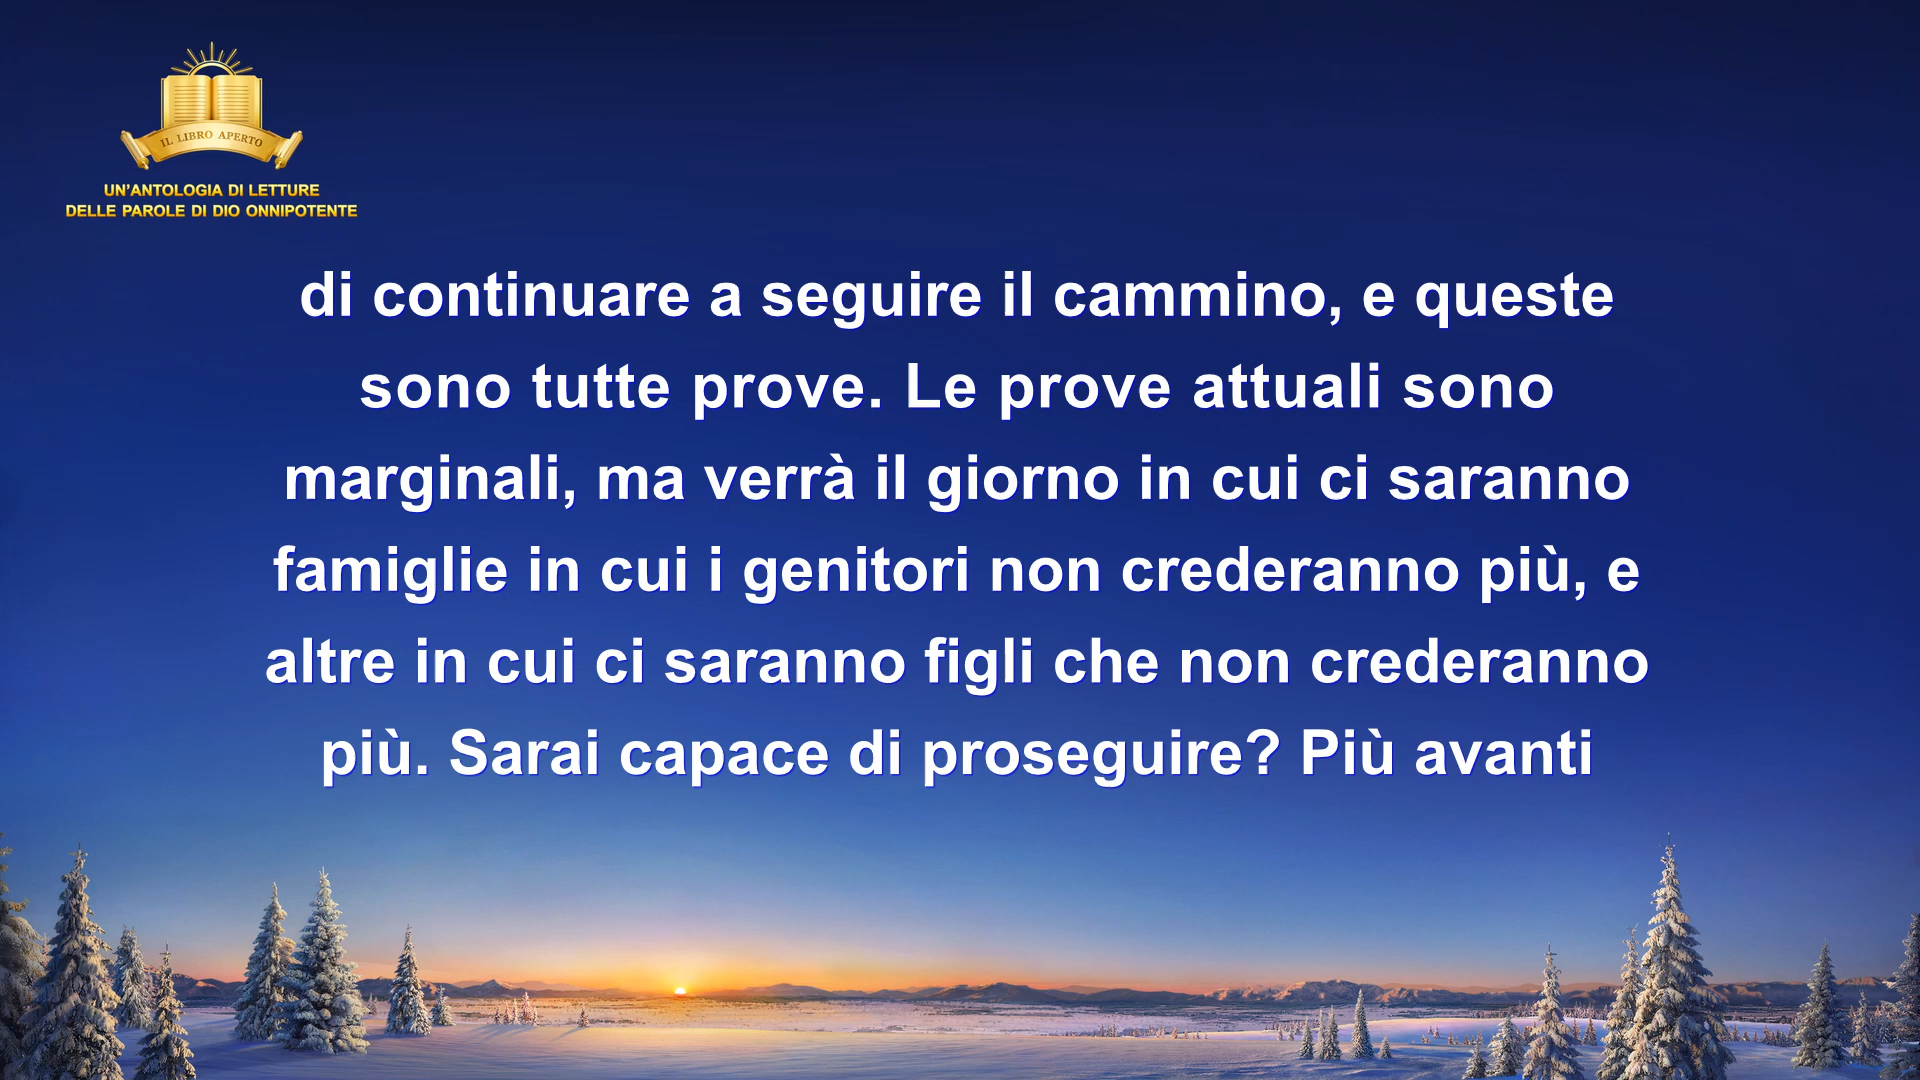 IL LIBRO APERTO
UN’ANTOLOGIA DI LETTURE
DELLE PAROLE DI DIO ONNIPOTENTE
di continuare a seguire il cammino, e queste
sono tutte prove. Le prove attuali sono
marginali, ma verrà il giorno in cui ci saranno
famiglie in cui i genitori non crederanno più, e
altre in cui ci saranno figli che non crederanno
più. Sarai capace di proseguire? Più avanti